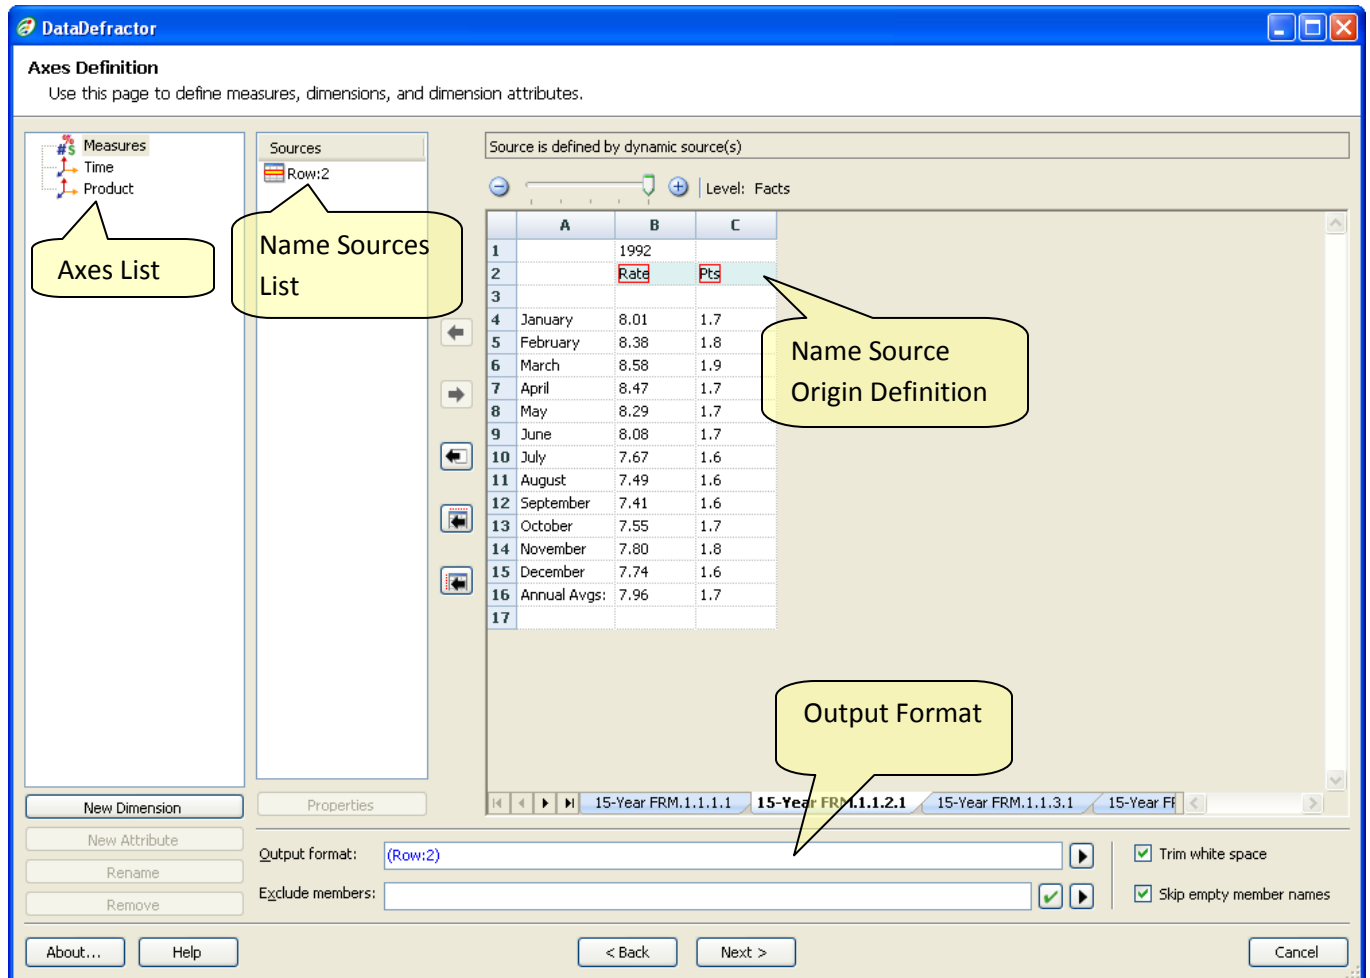 DataDefractor
Axes Definition
Use this page to define measures, dimensions, and dimension attributes.
Measures
Time
Product
Axes List
Sources
Row:2
Name Sources
List
Source is defined by dynamic source(s)
Level: Facts
A B C
1 1992
2 Rate Pts
3
4 January 8.01 1.7
5 February 8.38 1.8
6 March 8.58 1.9
7 April 8.47 1.7
8 May 8.29 1.7
9 June 8.08 1.7
10 July 7.67 1.6
11 August 7.49 1.6
12 September 7.41 1.6
13 October 7.55 1.7
14 November 7.80 1.8
15 December 7.74 1.6
16 Annual Avgs: 7.96 1.7
17
Name Source
Origin Definition
Output Format
15-Year FRM.1.1.1.1 15-Year FRM.1.1.2.1 15-Year FRM.1.1.3.1 15-Year FF
New Dimension
New Attribute
Rename
Remove
Properties
Output format: (Row:2)
Exclude members:
Trim white space
Skip empty member names
About... Help < Back Next > Cancel